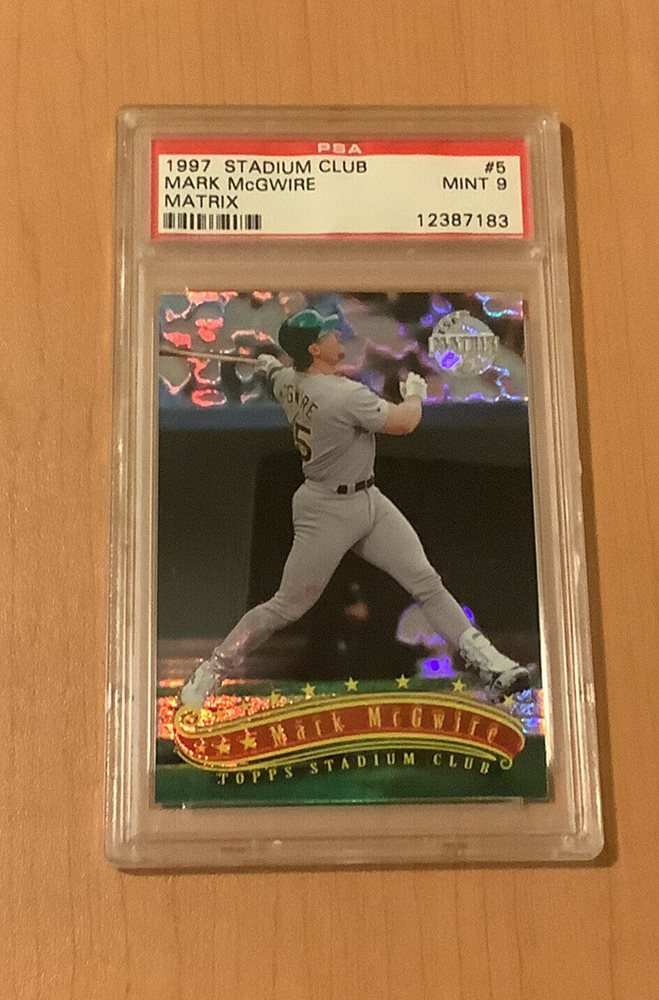 PSA
1997 STADIUM CLUB #5
MARK McGWIRE MINT 9
MATRIX
12387183
MATRIX
Mark McGwire
TOPPS STADIUM CLUB